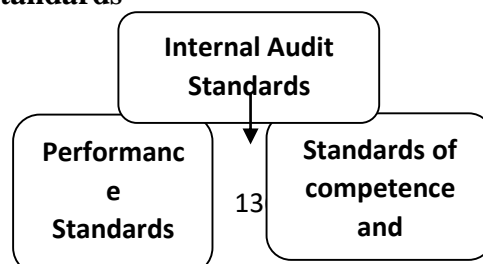 tandards
Internal Audit
Standards
Performanc
e
Standards
13
Standards of
competence
and